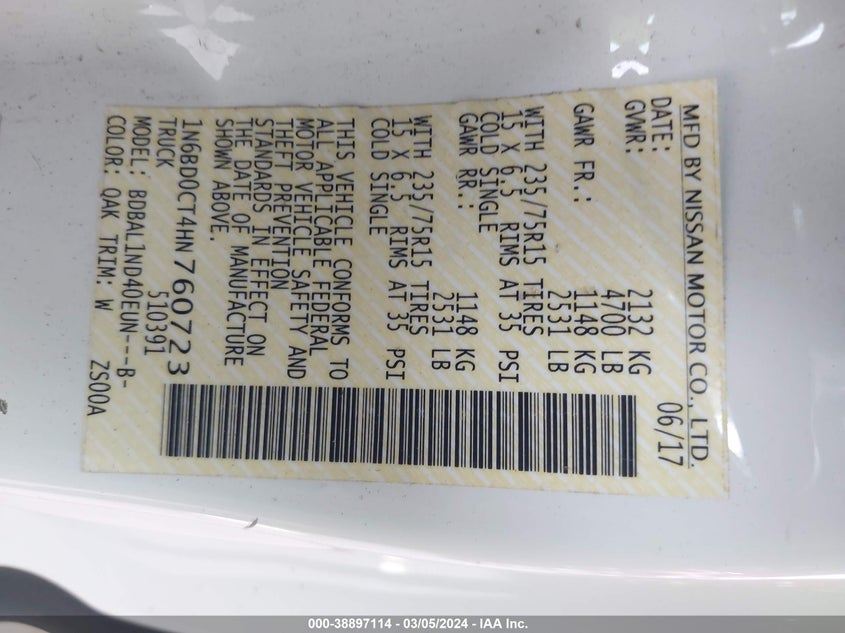 MFD BY NISSAN MOTOR CO., LTD.
DATE: 06/17
GVWR: 2132 KG
4700 LB
GAWR FR.: 1148 KG
2531 LB
WITH 235/75R15 TIRES
15 X 6.5 RIMS AT 35 PSI
COLD SINGLE
GAWR RR.: 1148 KG
2531 LB
WITH 235/75R15 TIRES
15 X 6.5 RIMS AT 35 PSI
COLD SINGLE
THIS VEHICLE CONFORMS TO
ALL APPLICABLE FEDERAL
MOTOR VEHICLE SAFETY AND
THEFT PREVENTION
STANDARDS IN EFFECT ON
THE DATE OF MANUFACTURE
SHOWN ABOVE.
1N6BD0CT4HN760723
TRUCK 510391
MODEL: BDBAL1ND40EUN---B-
COLOR: QAK TRIM: W ZS00A
000-38897114 - 03/05/2024 - IAA Inc.